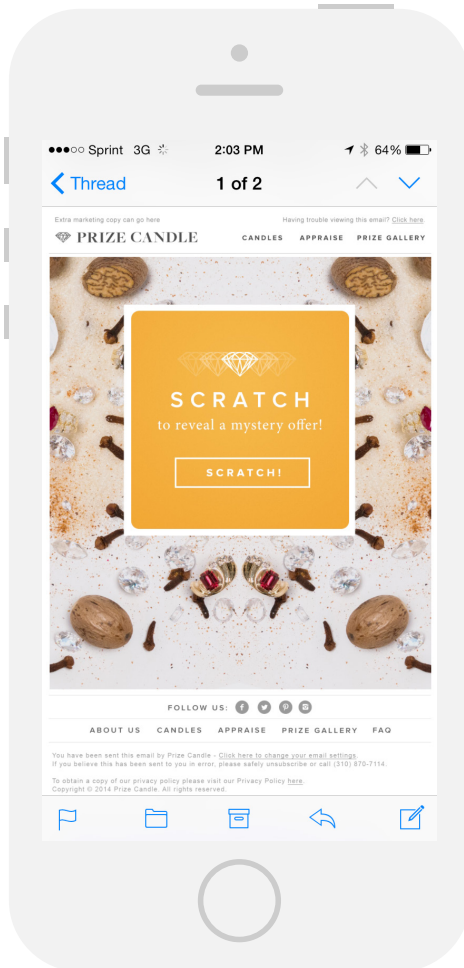 Sprint 3G 2:03 PM 64%
Thread 1 of 2
Extra marketing copy can go here Having trouble viewing this email? Click here.
PRIZE CANDLE CANDLES APPRAISE PRIZE GALLERY
SCRATCH
to reveal a mystery offer!
SCRATCH!
FOLLOW US:
ABOUT US CANDLES APPRAISE PRIZE GALLERY FAQ
You have been sent this email by Prize Candle - Click here to change your email settings.
If you believe this has been sent to you in error, please safely unsubscribe or call (310) 870-7114.
To obtain a copy of our privacy policy please visit our Privacy Policy here.
Copyright © 2014 Prize Candle. All rights reserved.